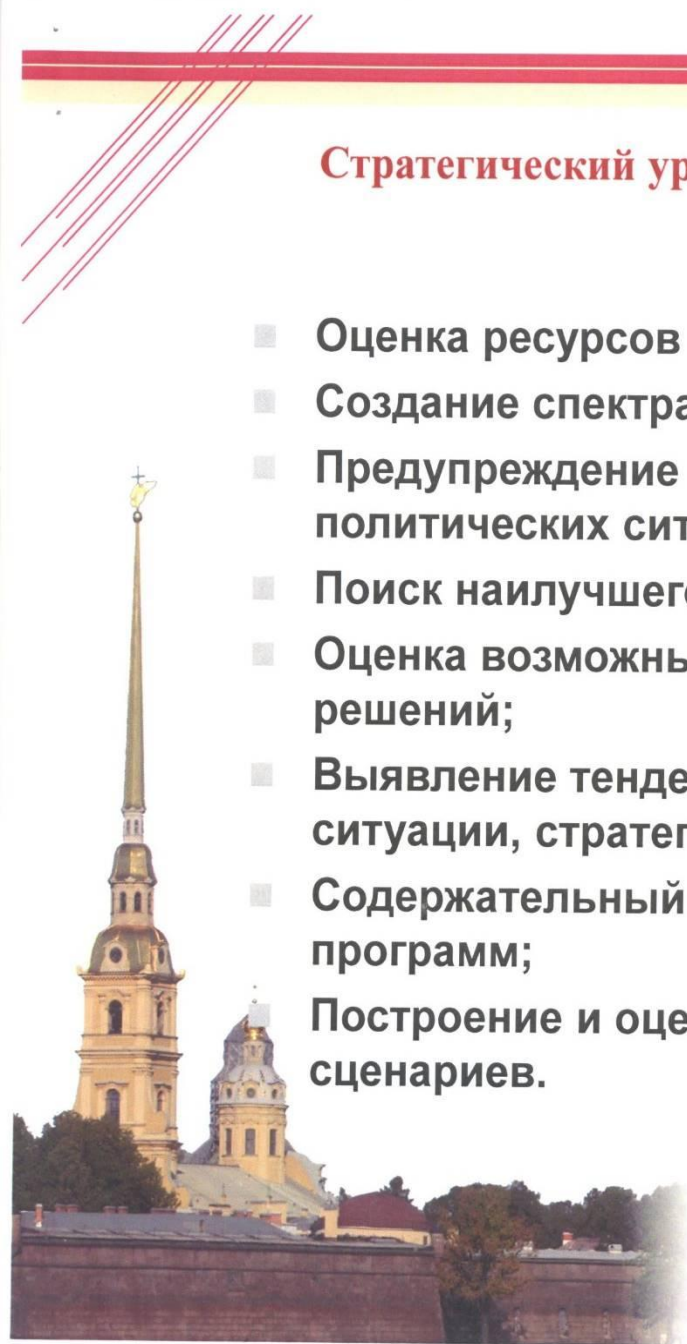 Стратегический ур
Оценка ресурсов
Создание спектра
Предупреждение
политических сит
Поиск наилучшего
Оценка возможны
решений;
Выявление тенде
ситуации, стратег
Содержательный
программ;
Построение и оце
сценариев.